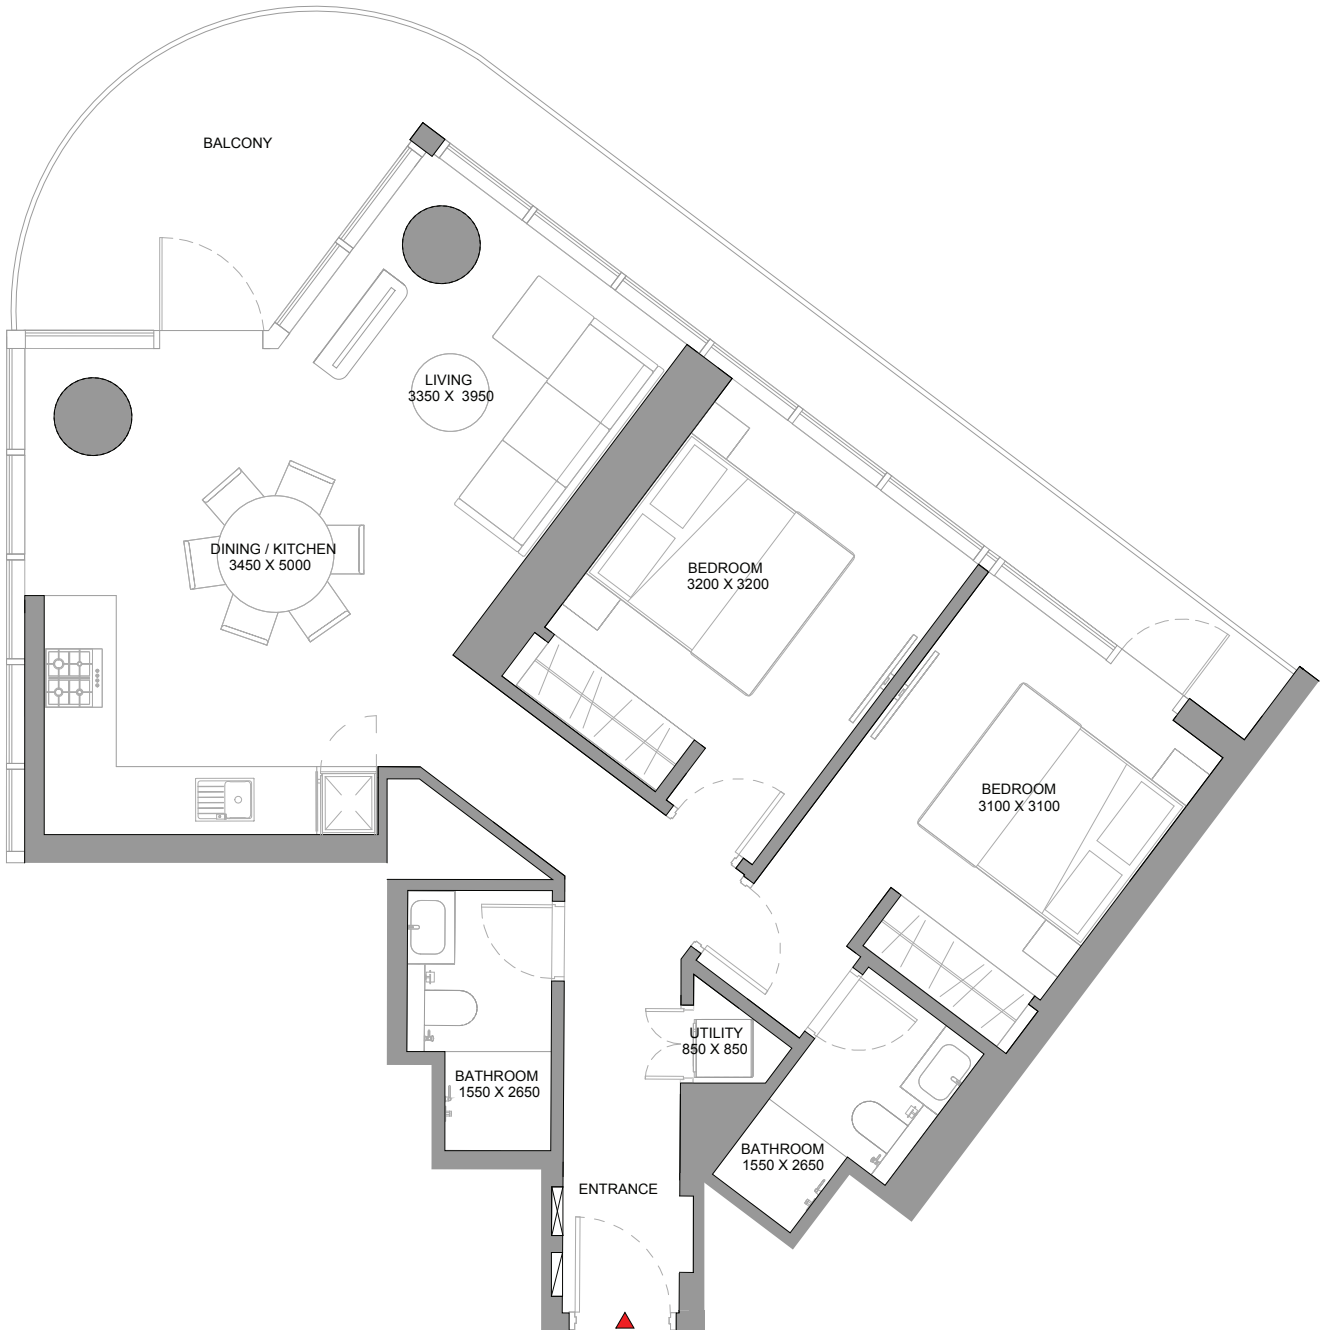 BALCONY
LIVING
3350 X 3950
DINING / KITCHEN
3450 X 5000
BEDROOM
3200 X 3200
BEDROOM
3100 X 3100
UTILITY
850 X 850
BATHROOM
1550 X 2650
BATHROOM
1550 X 2650
ENTRANCE